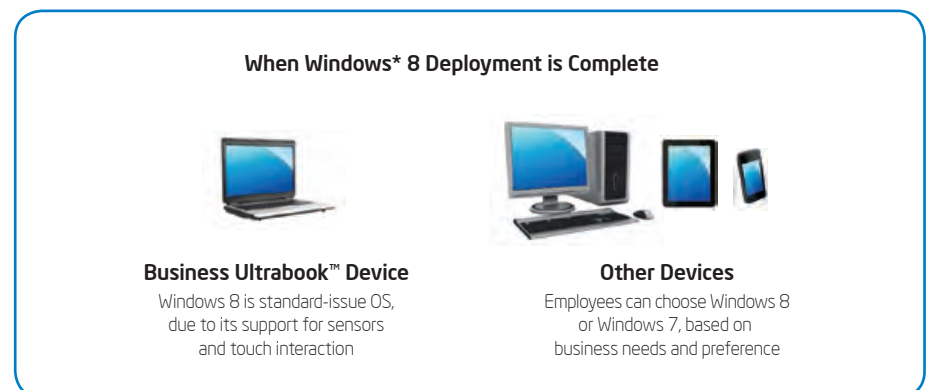 When Windows* 8 Deployment is Complete
Business Ultrabook™ Device
Windows 8 is standard-issue OS,
due to its support for sensors
and touch interaction
Other Devices
Employees can choose Windows 8
or Windows 7, based on
business needs and preference